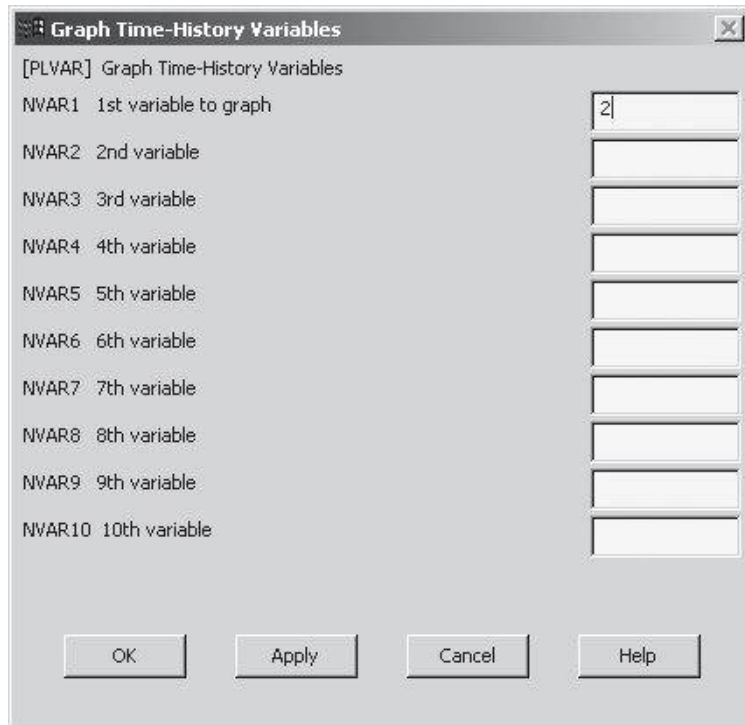 Graph Time-History Variables
[PLVAR] Graph Time-History Variables
NVAR1 1st variable to graph 2
NVAR2 2nd variable
NVAR3 3rd variable
NVAR4 4th variable
NVAR5 5th variable
NVAR6 6th variable
NVAR7 7th variable
NVAR8 8th variable
NVAR9 9th variable
NVAR10 10th variable
OK Apply Cancel Help